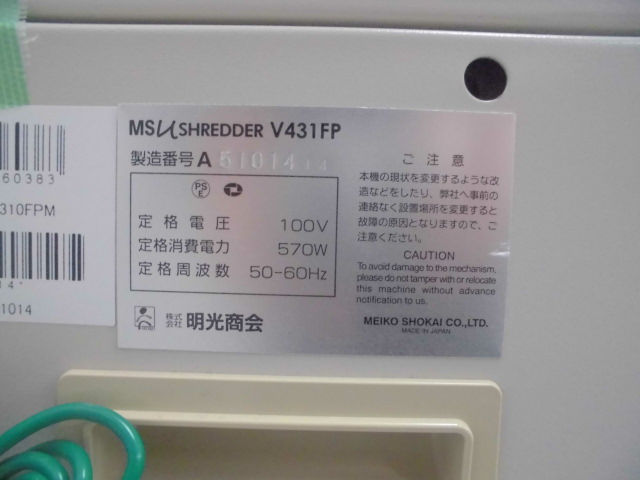 MSμSHREDDER V431FP
製造番号 A 5101414
PSE
定格電圧 100V
定格消費電力 570W
定格周波数 50-60Hz
株式会社 明光商会
ご注意
本機の現状を変更するような改
造などをしたり、弊社へ事前の
連絡なく設置場所を変更すると
故障の原因となりますので、ご
注意ください。
CAUTION
To avoid damage to the mechanism,
please do not tamper with or relocate
this machine without advance
notification to us.
MEIKO SHOKAI CO.,LTD.
MADE IN JAPAN
60383
310FPM
1014